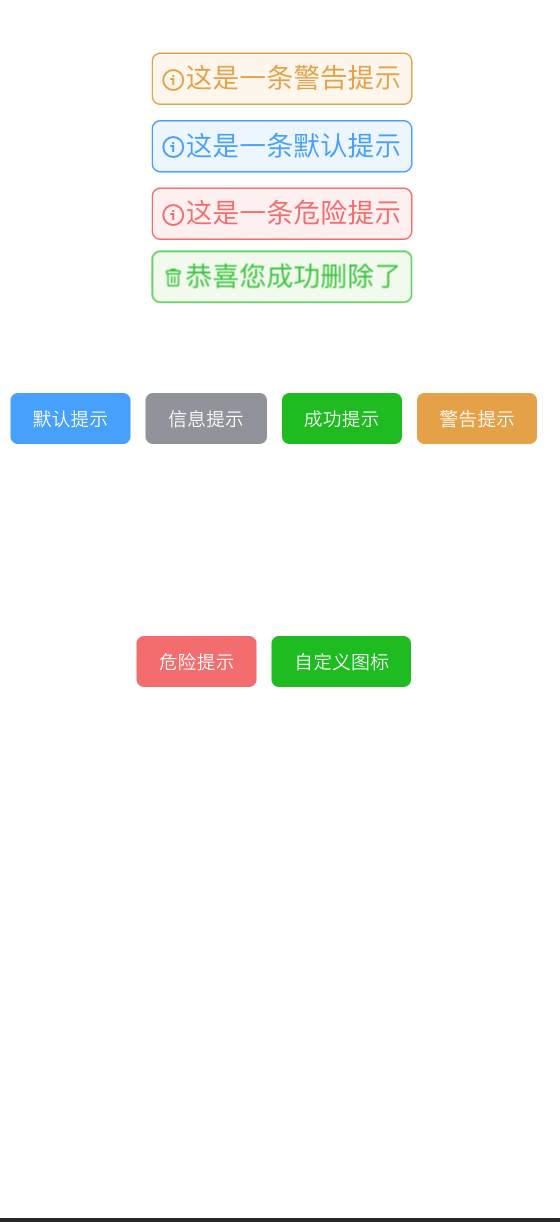 这是一条警告提示
这是一条默认提示
这是一条危险提示
恭喜您成功删除了
默认提示 信息提示 成功提示 警告提示
危险提示 自定义图标